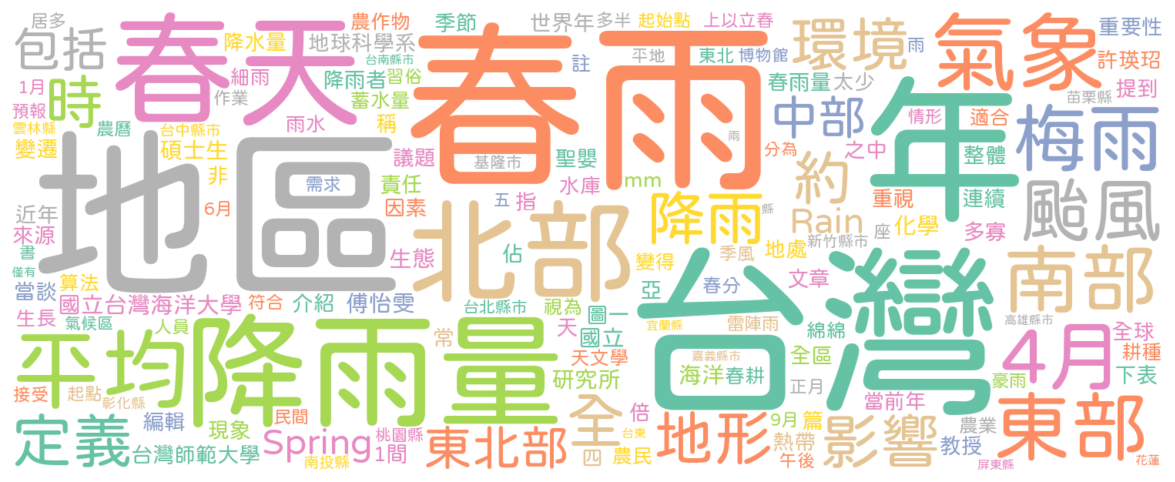 居多
包括
春天
降水量
農作物
地球科學系
台南縣市
季節
春雨
世界年
多半
起始點
上以立春
平地
東北
博物館
環境
雨
氣象
重要性
許瑛玿
1月
預報
時
細雨
作業
降雨者
習俗
蓄水量
註
春雨量
太少
苗栗縣
提到
雲林縣
農曆
台中縣市
雨水
稱
中部
年
情形
適合
梅雨
變遷
碩士生
地區
議題
基隆市
聖嬰
兩
分為
之中
整體
非
需求
責任
五
指
水庫
mm
約
重視
連續
颱風
近年
6月
因素
北部
降雨
Rain
縣
座
化學
多寡
來源
書
生態
佔
變得
季風
地處
新竹縣市
南部
僅有
當談
算法
國立台灣海洋大學
符合
介紹
傅怡雯
台北縣市
視為
亞
春分
文章
台灣
生長
氣候區
人員
常
天
圖一
國立
宜蘭縣
雷陣雨
綿綿
高雄縣市
全球
平均
降雨量
天文學
嘉義縣市
全區
4月
耕種
接受
起點
彰化縣
研究所
海洋
春耕
正月
豪雨
下表
定義
編輯
現象
民間
Spring
桃園縣
1間
東北部
全
倍
地形
9月
篇
當前年
影響
農業
東部
台灣師範大學
南投縣
四
台東
農民
熱帶
午後
教授
屏東縣
花蓮